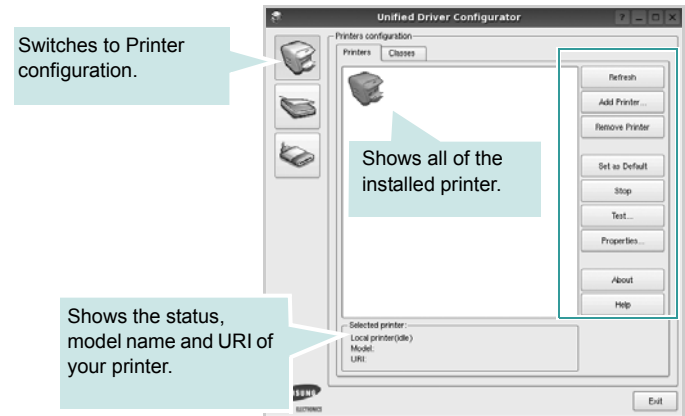 Unified Driver Configurator
Switches to Printer
configuration.
Printers configuration
Printers
Classes
Refresh
Add Printer...
Remove Printer
Set as Default
Stop
Test...
Properties...
About
Help
Shows all of the
installed printer.
Shows the status,
model name and URI of
your printer.
Selected printer:
Local printer(idle)
Model:
URI:
ELECTRONICS
Exit